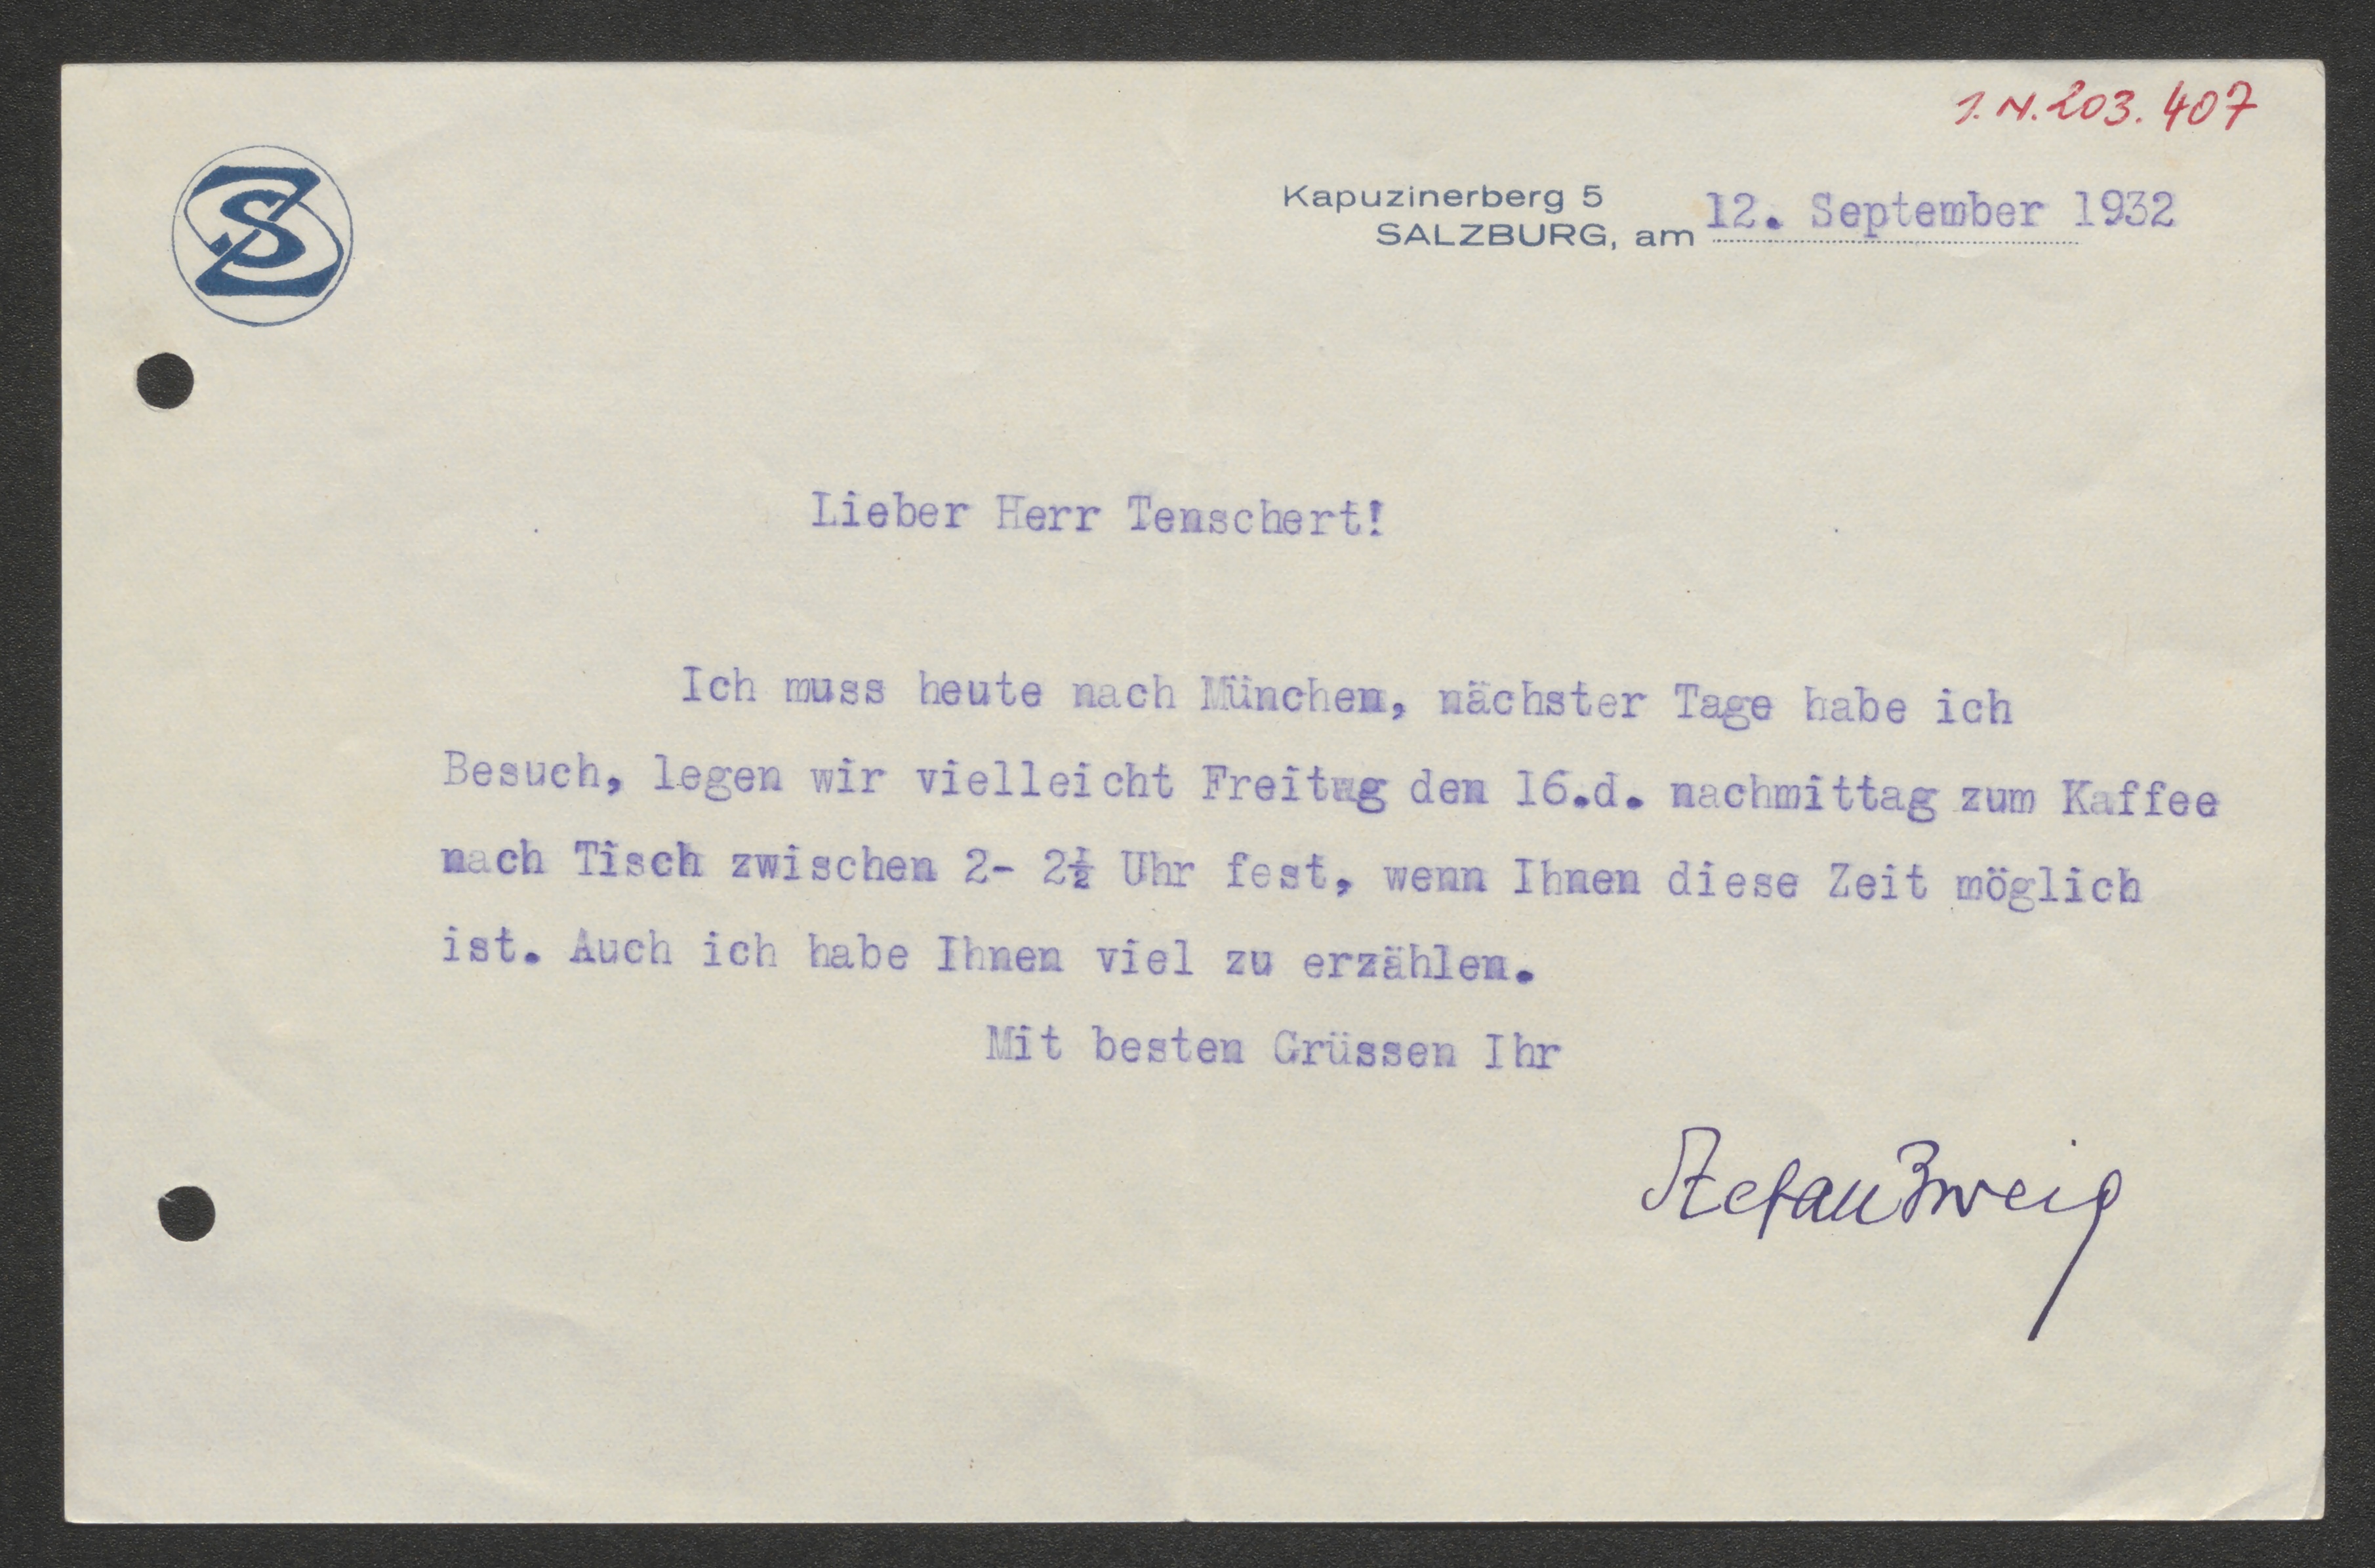 I.N.203.407
SZ
Kapuzinerberg 5
SALZBURG, am 12. September 1932
Lieber Herr Tenschert!
Ich muss heute nach München, nächster Tage habe ich
Besuch, legen wir vielleicht Freitag den 16.d. nachmittag zum Kaffee
nach Tisch zwischen 2- 2½ Uhr fest, wenn Ihnen diese Zeit möglich
ist. Auch ich habe Ihnen viel zu erzählen.
Mit besten Grüssen Ihr
Stefan Zweig